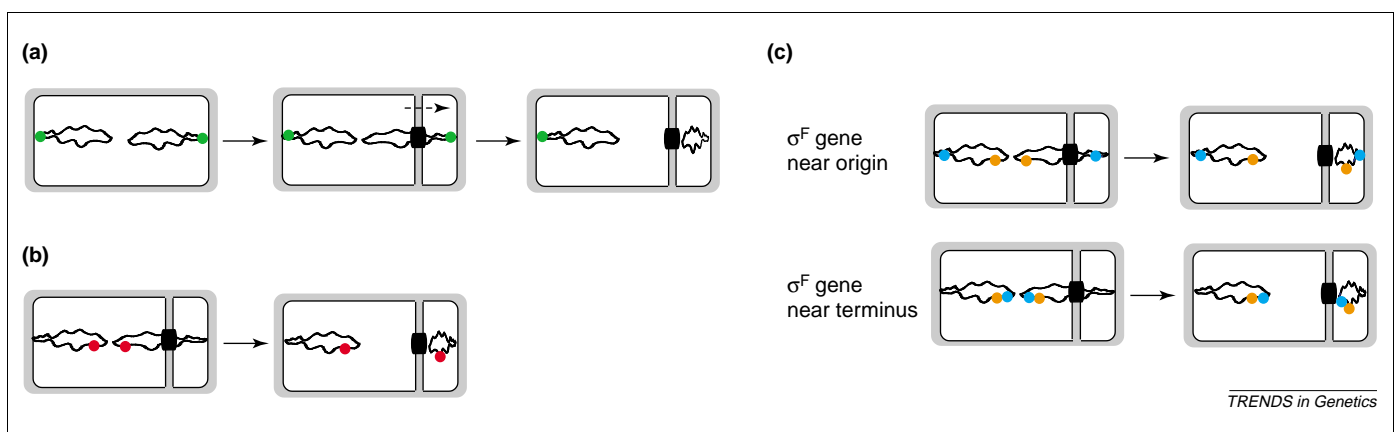 (a)
(b)
(c)
σF gene
near origin
σF gene
near terminus
TRENDS in Genetics